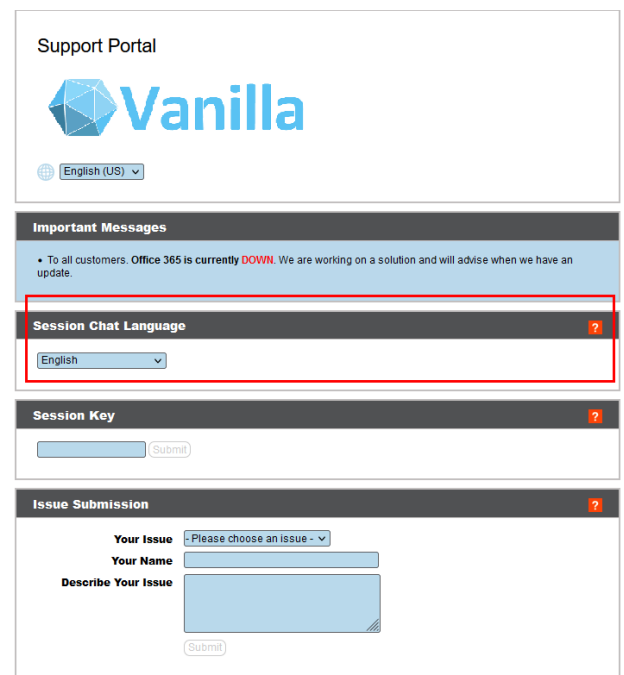 Support Portal
Vanilla
English (US)
Important Messages
• To all customers. Office 365 is currently DOWN. We are working on a solution and will advise when we have an
update.
Session Chat Language ?
English
Session Key ?
Submit
Issue Submission ?
Your Issue - Please choose an issue -
Your Name
Describe Your Issue
Submit